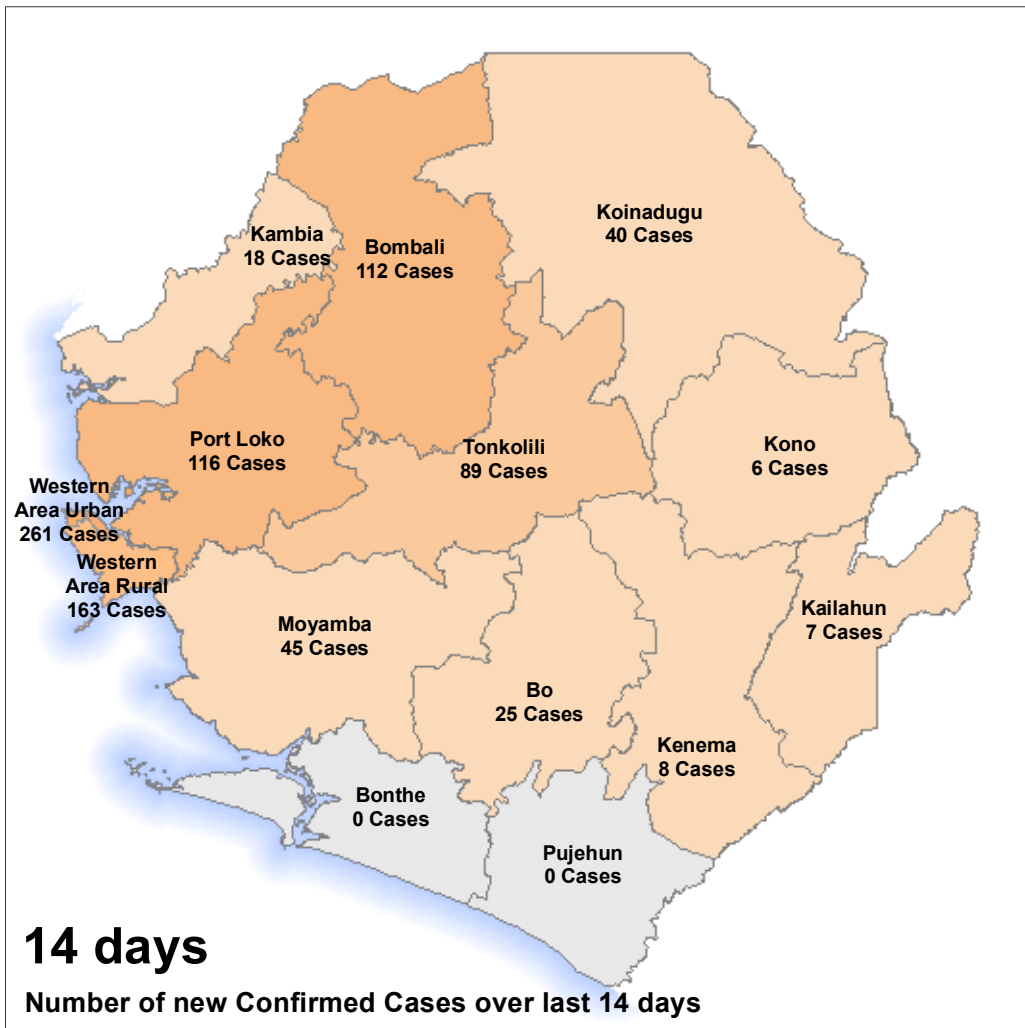 Koinadugu
40 Cases
Kambia
18 Cases
Bombali
112 Cases
Port Loko
116 Cases
Tonkolili
89 Cases
Kono
6 Cases
Western
Area Urban
261 Cases
Western
Area Rural
163 Cases
Kailahun
7 Cases
Moyamba
45 Cases
Bo
25 Cases
Kenema
8 Cases
Bonthe
0 Cases
Pujehun
0 Cases
14 days
Number of new Confirmed Cases over last 14 days